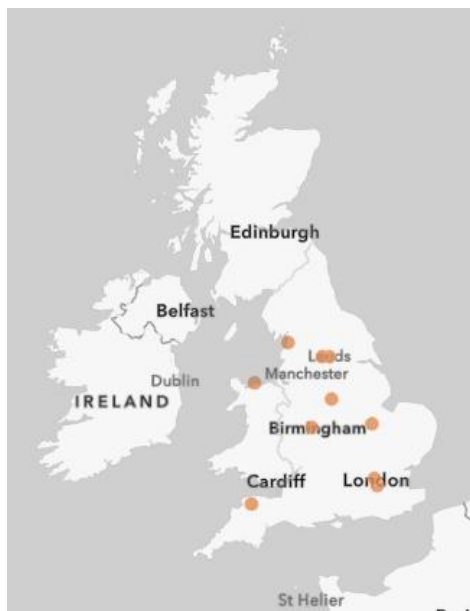 Edinburgh
Belfast
Leeds
Manchester
Dublin
IRELAND
Birmingham
Cardiff
London
St Helier